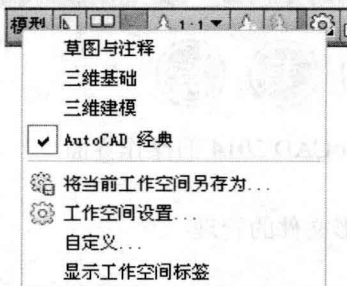 模型
1:1
草图与注释
三维基础
三维建模
AutoCAD 经典
将当前工作空间另存为...
工作空间设置...
自定义...
显示工作空间标签